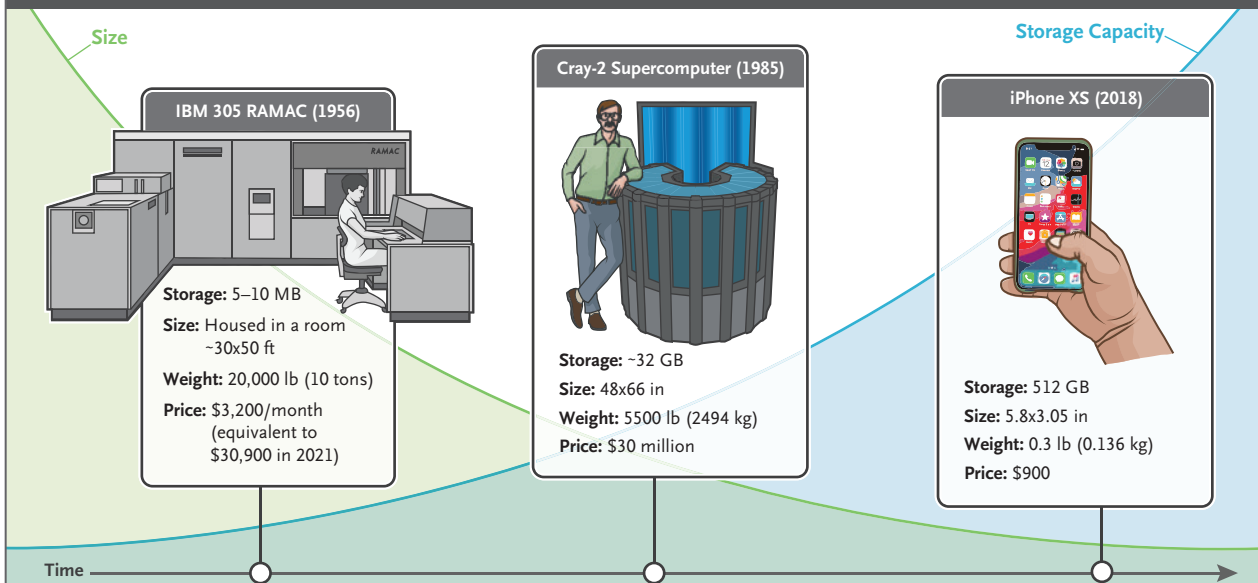 Size
Storage Capacity
IBM 305 RAMAC (1956)
RAMAC
Storage: 5–10 MB
Size: Housed in a room
~30x50 ft
Weight: 20,000 lb (10 tons)
Price: $3,200/month
(equivalent to
$30,900 in 2021)
Cray-2 Supercomputer (1985)
Storage: ~32 GB
Size: 48x66 in
Weight: 5500 lb (2494 kg)
Price: $30 million
iPhone XS (2018)
Storage: 512 GB
Size: 5.8x3.05 in
Weight: 0.3 lb (0.136 kg)
Price: $900
Time